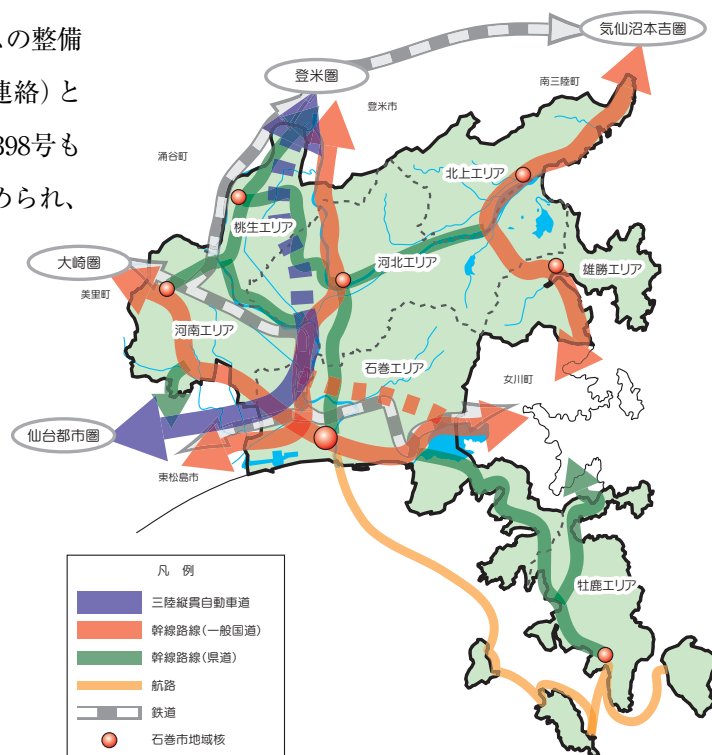 スの整備
連絡）と
398号も
められ、
気仙沼本吉圏
登米圏
南三陸町
登米市
涌谷町
北上エリア
桃生エリア
大崎圏
河北エリア
雄勝エリア
美里町
河南エリア
石巻エリア
女川町
仙台都市圏
東松島市
牡鹿エリア
凡 例
三陸縦貫自動車道
幹線路線(一般国道)
幹線路線(県道)
航路
鉄道
石巻市地域核